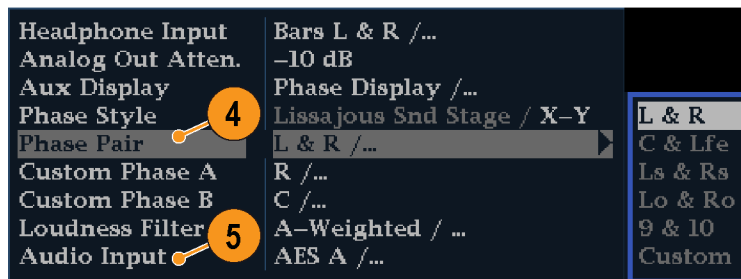 Headphone Input Bars L & R /...
Analog Out Atten. –10 dB
Aux Display Phase Display /...
Phase Style 4 Lissajous Snd Stage / X–Y L & R
Phase Pair L & R /... C & Lfe
Custom Phase A R /... Ls & Rs
Custom Phase B C /... Lo & Ro
Loudness Filter 5 A–Weighted / ... 9 & 10
Audio Input AES A /... Custom